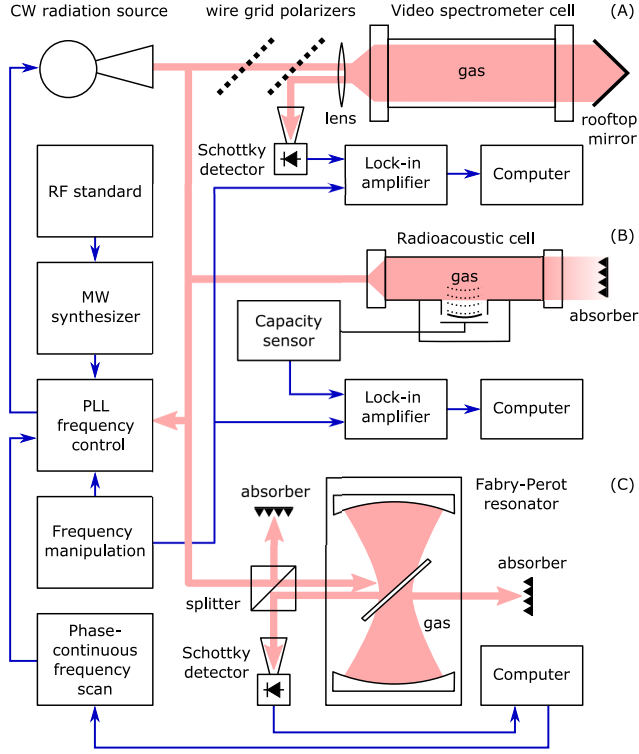 CW radiation source
wire grid polarizers
Video spectrometer cell
(A)
gas
lens
rooftop
mirror
Schottky
detector
Lock-in
amplifier
Computer
RF standard
(B)
Radioacoustic cell
gas
absorber
MW
synthesizer
Capacity
sensor
PLL
frequency
control
Lock-in
amplifier
Computer
(C)
Fabry-Perot
resonator
absorber
Frequency
manipulation
absorber
splitter
gas
Phase-
continuous
frequency
scan
Schottky
detector
Computer